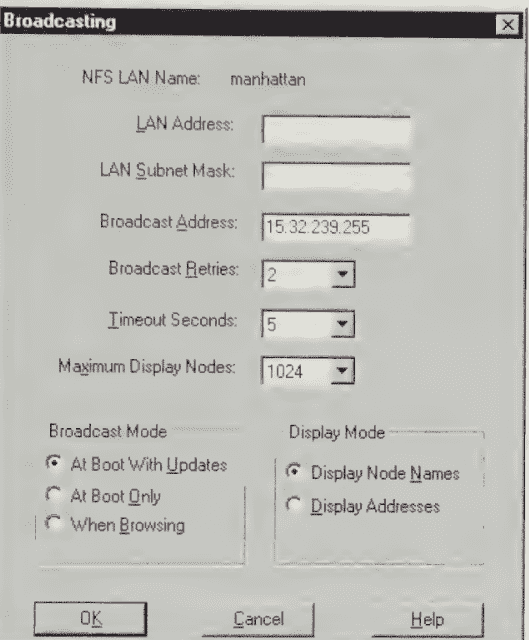 Broadcasting
NFS LAN Name: manhattan
LAN Address:
LAN Subnet Mask:
Broadcast Address: 15.32.239.255
Broadcast Retries: 2
Timeout Seconds: 5
Maximum Display Nodes: 1024
Broadcast Mode
At Boot With Updates
At Boot Only
When Browsing
Display Mode
Display Node Names
Display Addresses
OK Cancel Help